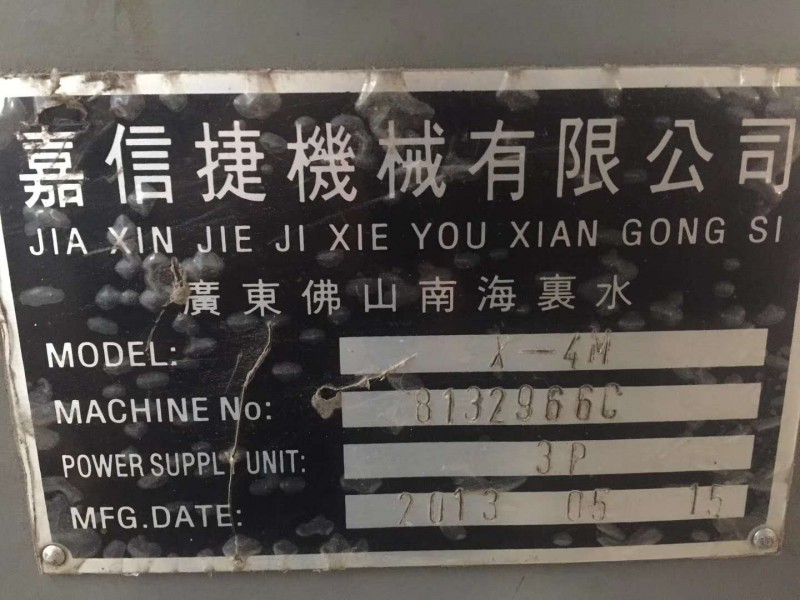 嘉信捷機械有限公司
JIA XIN JIE JI XIE YOU XIAN GONG SI
廣東佛山南海裏水
MODEL: X-4M
MACHINE No: 8132966C
POWER SUPPLY UNIT: 3P
MFG.DATE: 2013 05 15